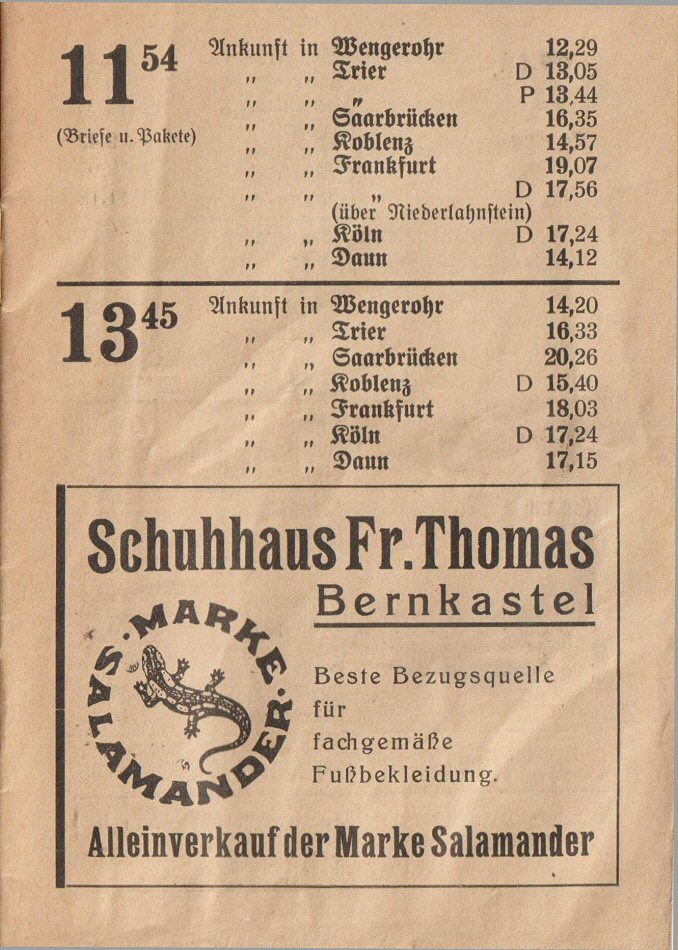 11 54 Ankunft in Wengerohr 12,29
„ „ Trier D 13,05
„ „ „ P 13,44
(Briefe u. Pakete) „ „ Saarbrücken 16,35
„ „ Koblenz 14,57
„ „ Frankfurt 19,07
„ „ „ D 17,56
(über Niederlahnstein)
„ „ Köln D 17,24
„ „ Daun 14,12
13 45 Ankunft in Wengerohr 14,20
„ „ Trier 16,33
„ „ Saarbrücken 20,26
„ „ Koblenz D 15,40
„ „ Frankfurt 18,03
„ „ Köln D 17,24
„ „ Daun 17,15
Schuhhaus Fr. Thomas
Bernkastel
· MARKE ·
SALAMANDER
Beste Bezugsquelle
für
fachgemäße
Fußbekleidung.
Alleinverkauf der Marke Salamander